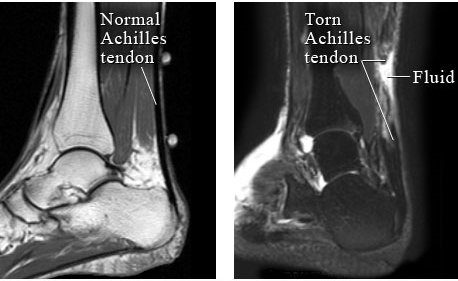 Normal
Achilles
tendon
Torn
Achilles
tendon
Fluid